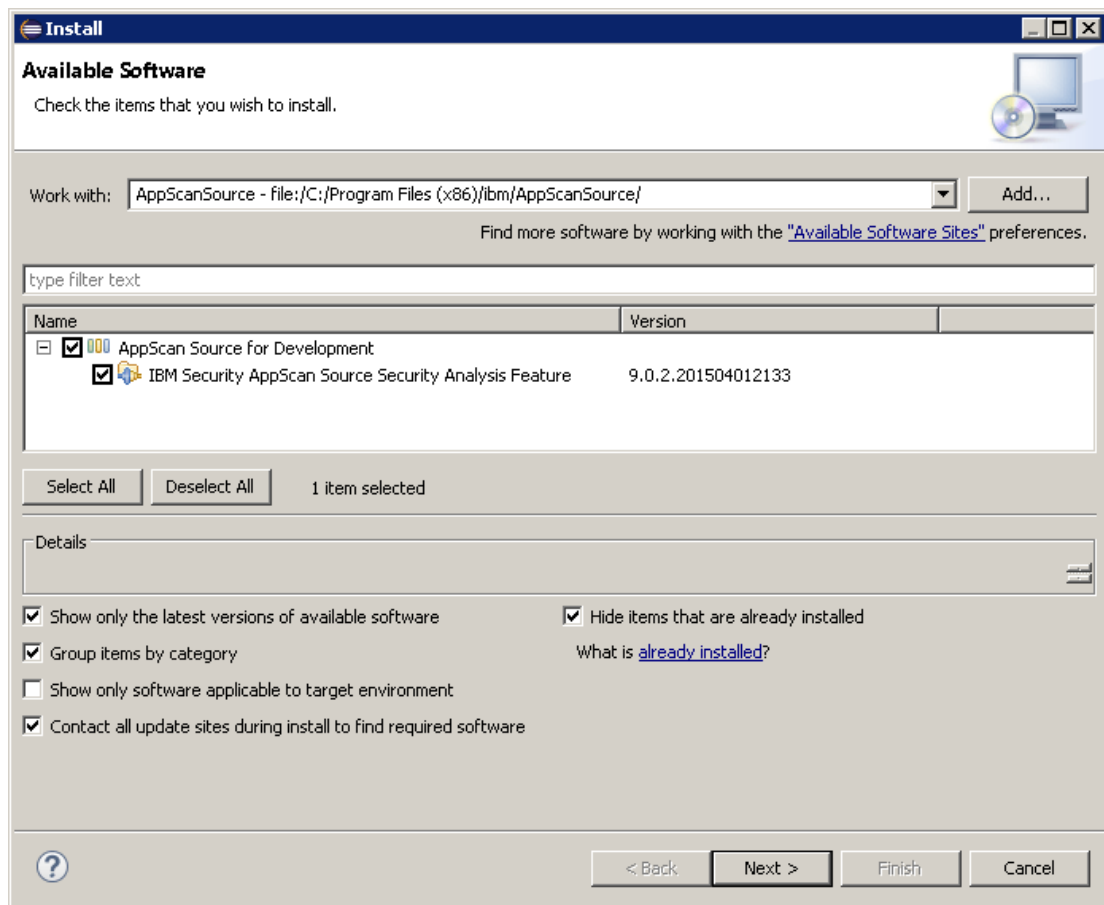 Install
Available Software
Check the items that you wish to install.
Work with: AppScanSource - file:/C:/Program Files (x86)/ibm/AppScanSource/ Add...
Find more software by working with the "Available Software Sites" preferences.
type filter text
Name Version
AppScan Source for Development
IBM Security AppScan Source Security Analysis Feature 9.0.2.201504012133
Select All Deselect All 1 item selected
Details
Show only the latest versions of available software Hide items that are already installed
Group items by category What is already installed?
Show only software applicable to target environment
Contact all update sites during install to find required software
? < Back Next > Finish Cancel